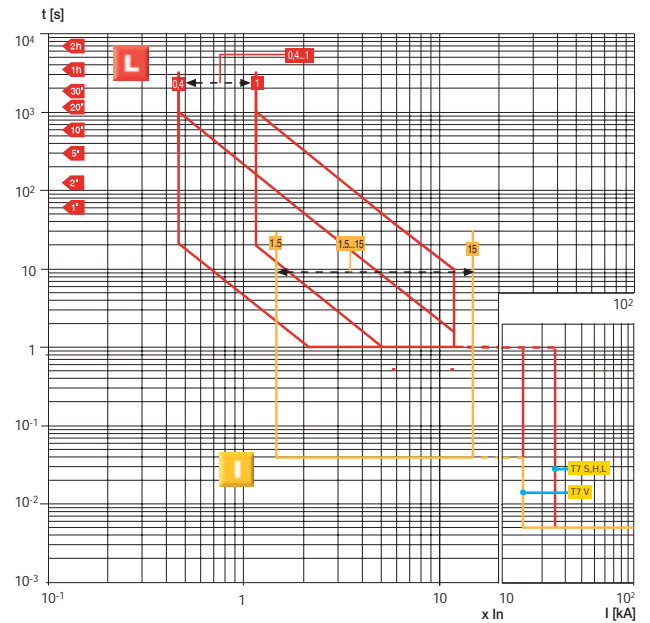 t [s]
10⁴
10³
10²
10
1
10⁻¹
10⁻²
10⁻³
2h
1h
30'
20'
10'
5'
2'
1'
L
0,4...1
0,4
1
1.5
1.5...15
15
I
10²
T7 S,H,L
T7 V
10⁻¹
1
10
x In
10
10²
I [kA]